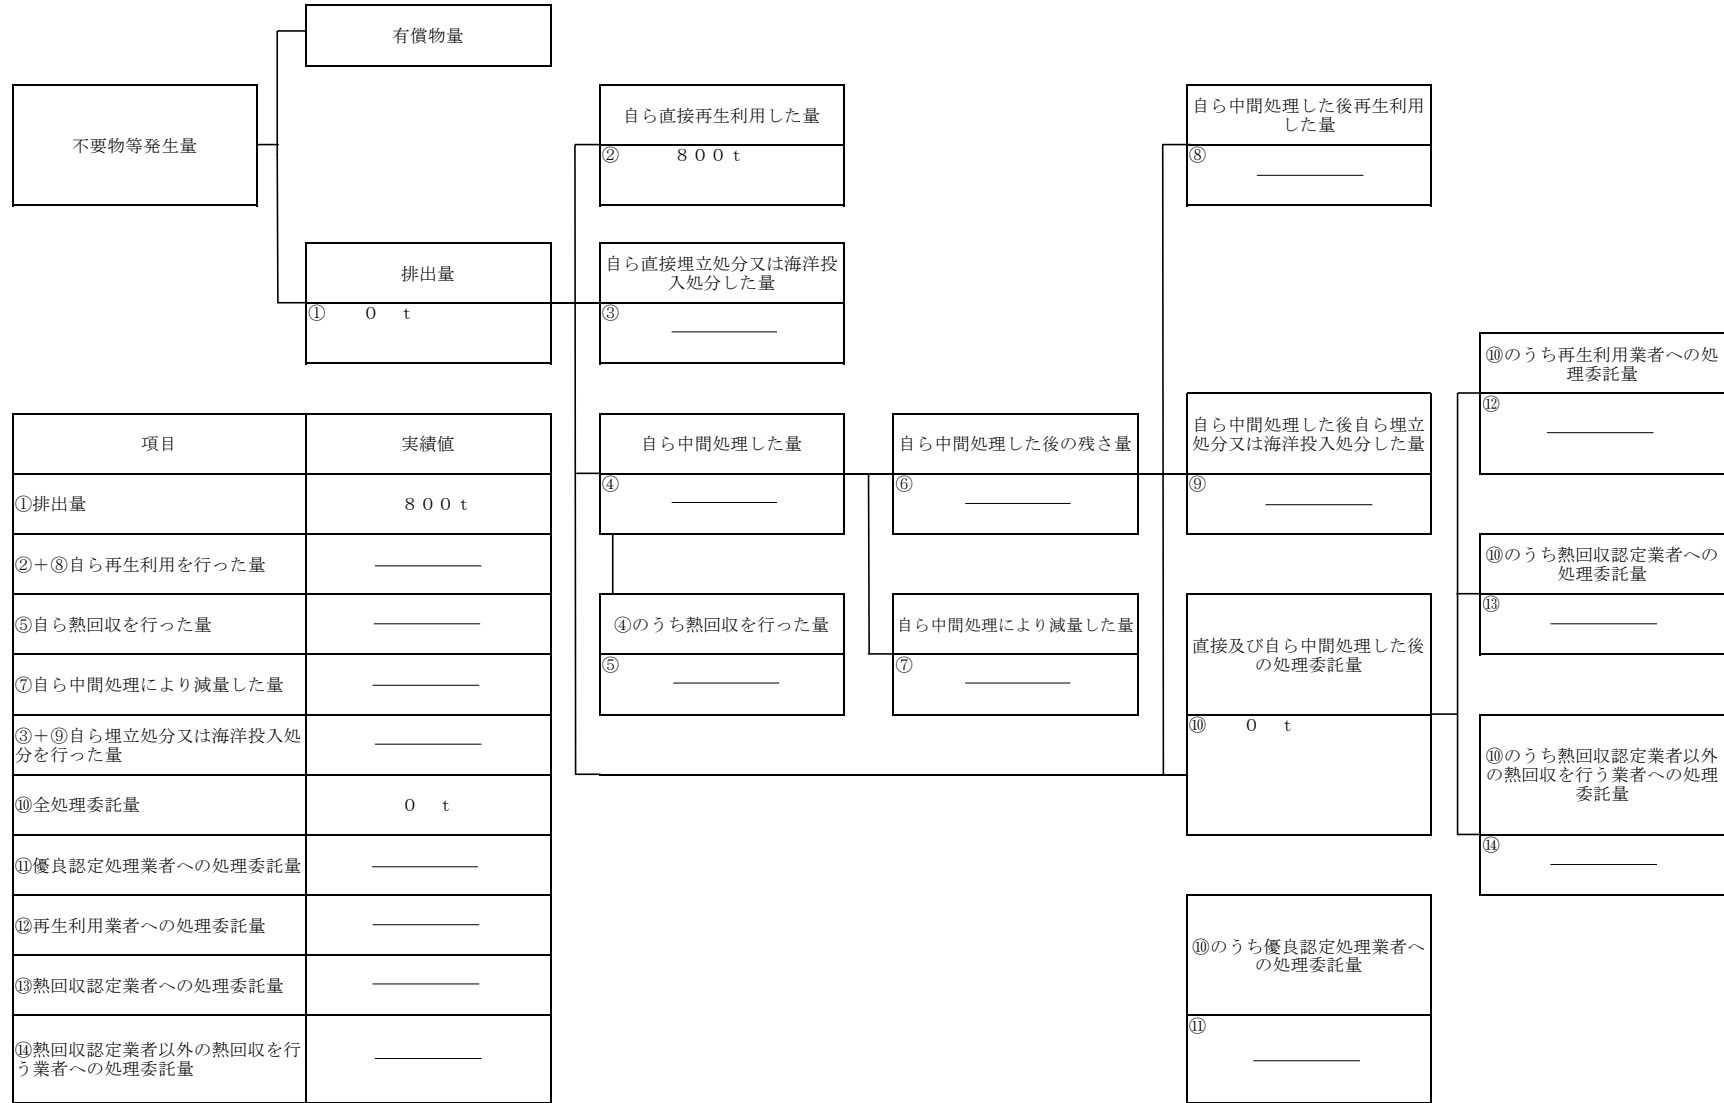 有償物量
不要物等発生量
自ら直接再生利用した量
② 800t
自ら中間処理した後再生利用
した量
⑧
排出量
① 0 t
自ら直接埋立処分又は海洋投
入処分した量
③
⑩のうち再生利用業者への処
理委託量
⑫
自ら中間処理した量
④
自ら中間処理した後の残さ量
⑥
自ら中間処理した後自ら埋立
処分又は海洋投入処分した量
⑨
⑩のうち熱回収認定業者への
処理委託量
⑬
④のうち熱回収を行った量
⑤
自ら中間処理により減量した量
⑦
直接及び自ら中間処理した後
の処理委託量
⑩ 0 t
⑩のうち熱回収認定業者以外
の熱回収を行う業者への処理
委託量
⑭
⑩のうち優良認定処理業者へ
の処理委託量
⑪
項目 実績値
①排出量 800t
②+⑧自ら再生利用を行った量
⑤自ら熱回収を行った量
⑦自ら中間処理により減量した量
③+⑨自ら埋立処分又は海洋投入処
分を行った量
⑩全処理委託量 0 t
⑪優良認定処理業者への処理委託量
⑫再生利用業者への処理委託量
⑬熱回収認定業者への処理委託量
⑭熱回収認定業者以外の熱回収を行
う業者への処理委託量